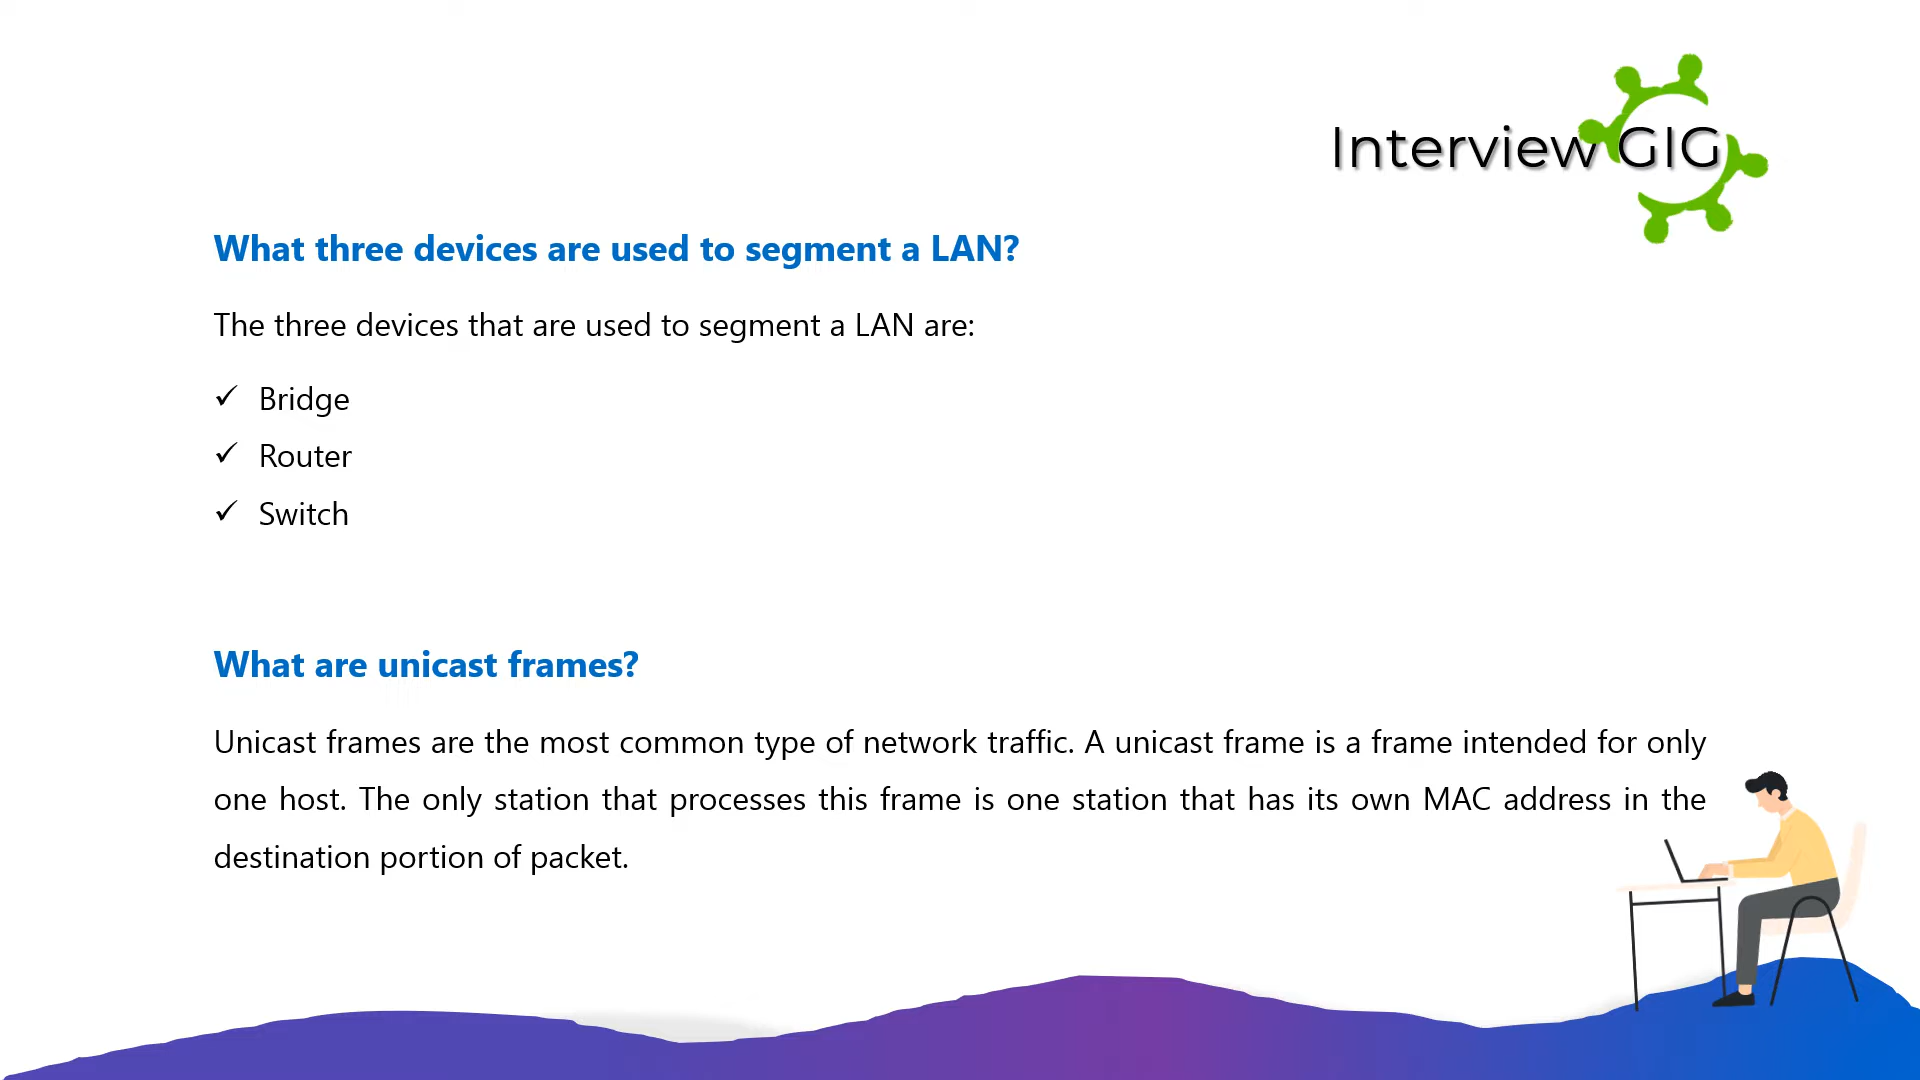 Interview GIG
What three devices are used to segment a LAN?
The three devices that are used to segment a LAN are:
✓ Bridge
✓ Router
✓ Switch
What are unicast frames?
Unicast frames are the most common type of network traffic. A unicast frame is a frame intended for only
one host. The only station that processes this frame is one station that has its own MAC address in the
destination portion of packet.